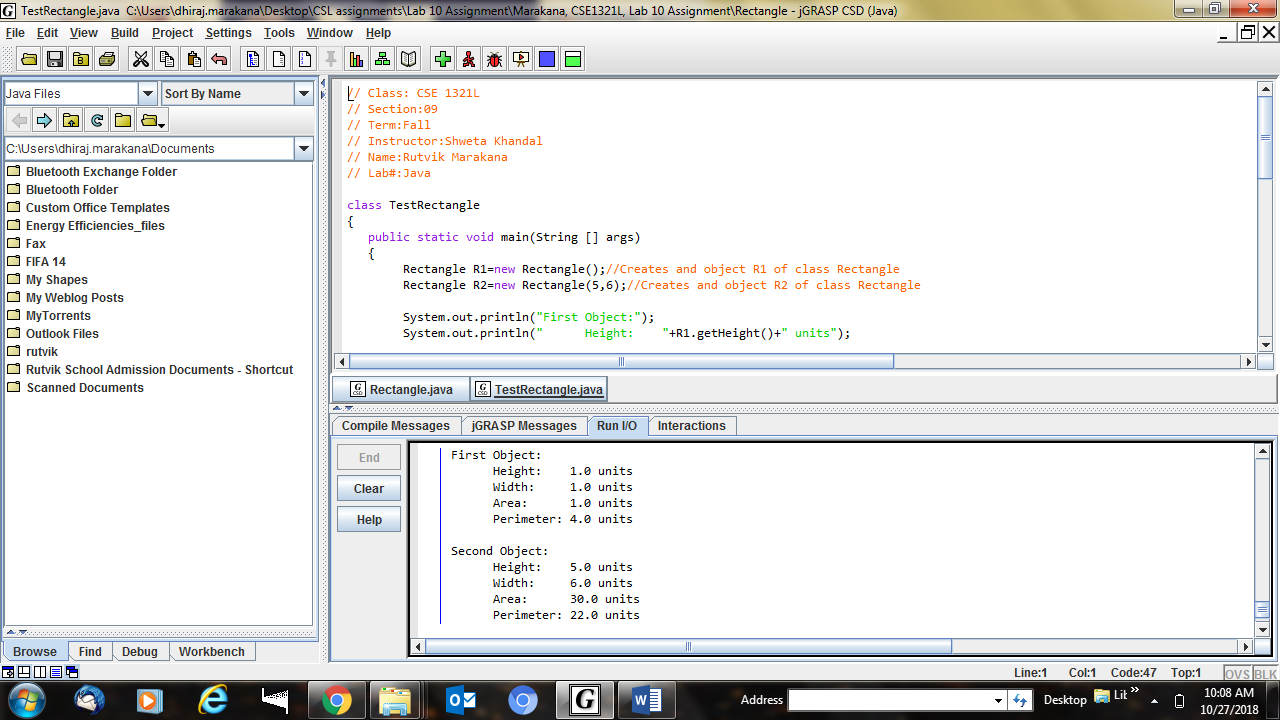 TestRectangle.java  C:\Users\dhiraj.marakana\Desktop\CSL assignments\Lab 10 Assignment\Marakana, CSE1321L, Lab 10 Assignment\Rectangle - jGRASP CSD (Java)
File Edit View Build Project Settings Tools Window Help
Java Files
Sort By Name
C:\Users\dhiraj.marakana\Documents
Bluetooth Exchange Folder
Bluetooth Folder
Custom Office Templates
Energy Efficiencies_files
Fax
FIFA 14
My Shapes
My Weblog Posts
MyTorrents
Outlook Files
rutvik
Rutvik School Admission Documents - Shortcut
Scanned Documents
Browse Find Debug Workbench
// Class: CSE 1321L
// Section:09
// Term:Fall
// Instructor:Shweta Khandal
// Name:Rutvik Marakana
// Lab#:Java
class TestRectangle
{
public static void main(String [] args)
{
Rectangle R1=new Rectangle();//Creates and object R1 of class Rectangle
Rectangle R2=new Rectangle(5,6);//Creates and object R2 of class Rectangle
System.out.println("First Object:");
System.out.println("      Height:    "+R1.getHeight()+" units");
Rectangle.java TestRectangle.java
Compile Messages jGRASP Messages Run I/O Interactions
End
Clear
Help
First Object:
Height:    1.0 units
Width:     1.0 units
Area:      1.0 units
Perimeter: 4.0 units
Second Object:
Height:    5.0 units
Width:     6.0 units
Area:      30.0 units
Perimeter: 22.0 units
Line:1 Col:1 Code:47 Top:1 OVS BLK
Address Desktop Lib 10:08 AM
10/27/2018